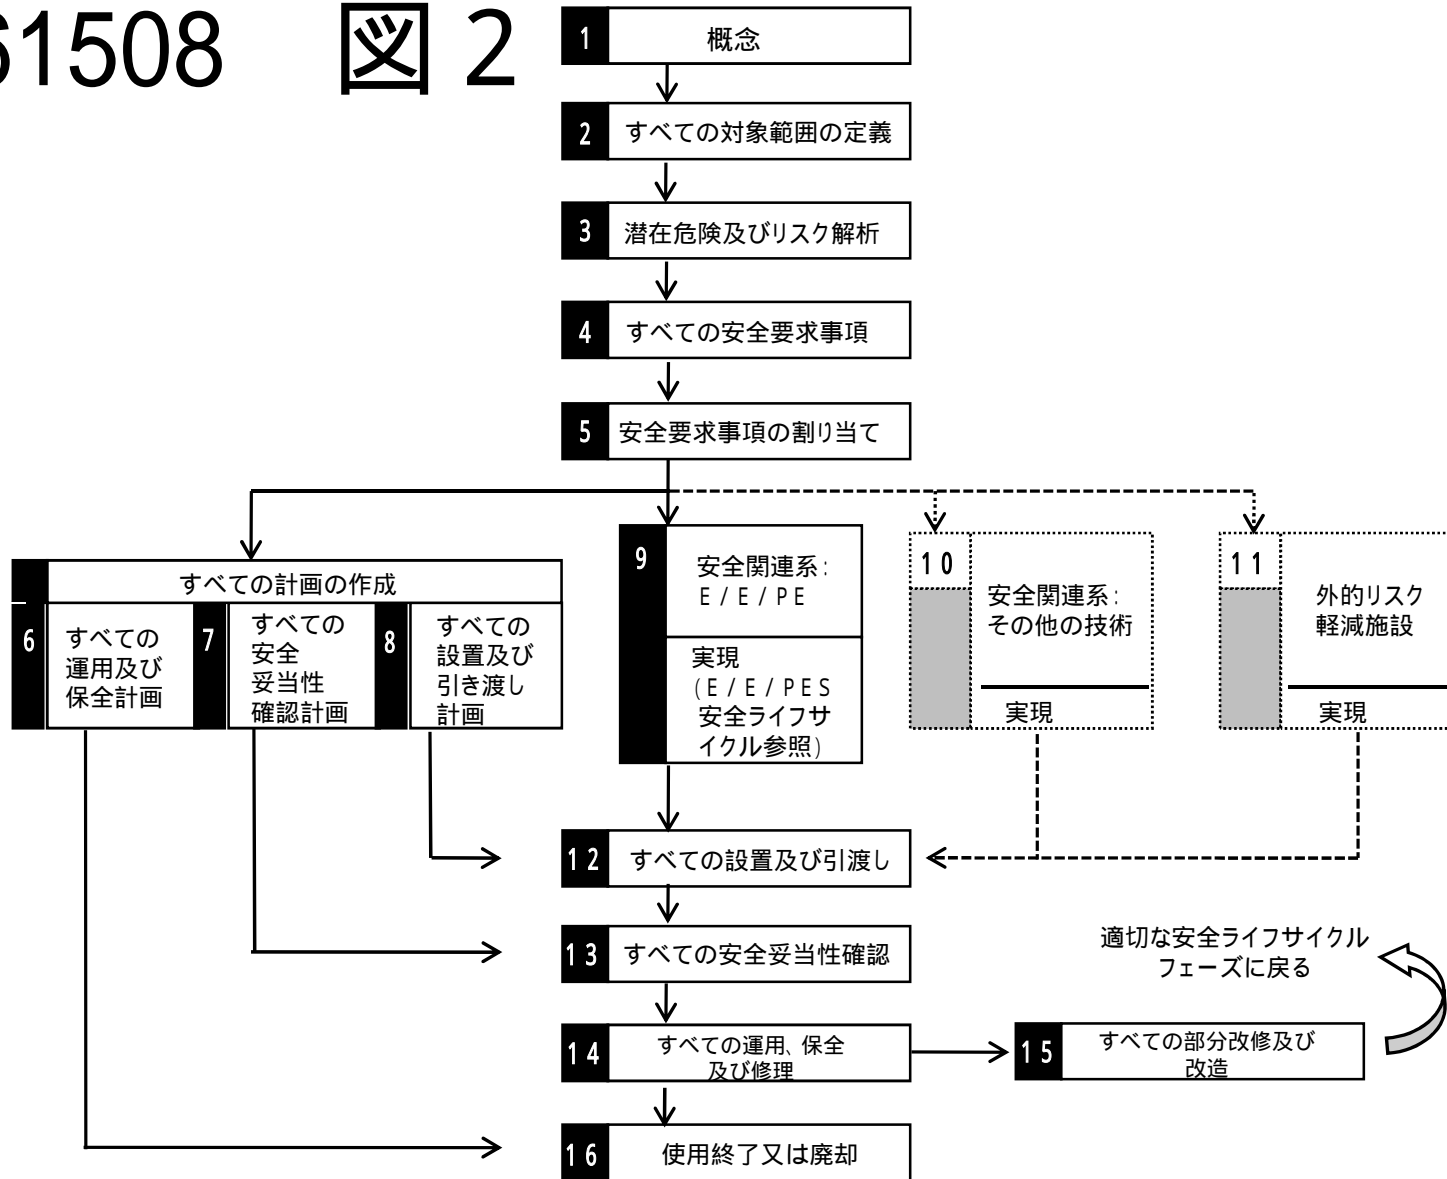 61508 図２
1 概念
2 すべての対象範囲の定義
3 潜在危険及びリスク解析
4 すべての安全要求事項
5 安全要求事項の割り当て
すべての計画の作成
6 すべての
運用及び
保全計画
7 すべての
安全
妥当性
確認計画
8 すべての
設置及び
引き渡し
計画
9 安全関連系：
E/E/PE
実現
(E/E/PES
安全ライフサ
イクル参照)
10 安全関連系：
その他の技術
実現
11 外的リスク
軽減施設
実現
12 すべての設置及び引渡し
13 すべての安全妥当性確認
14 すべての運用、保全
及び修理
15 すべての部分改修及び
改造
適切な安全ライフサイクル
フェーズに戻る
16 使用終了又は廃却